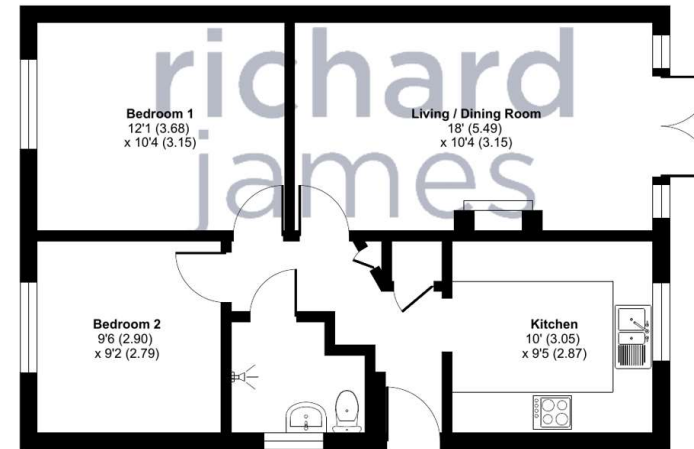 richard
james
Bedroom 1
12'1 (3.68)
x 10'4 (3.15)
Living / Dining Room
18' (5.49)
x 10'4 (3.15)
Bedroom 2
9'6 (2.90)
x 9'2 (2.79)
Kitchen
10' (3.05)
x 9'5 (2.87)